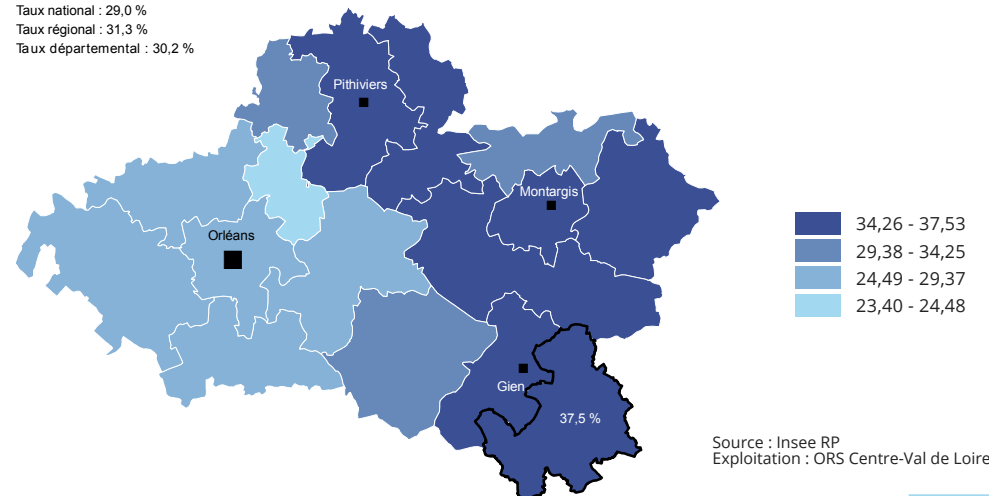 Taux national : 29,0 %
Taux régional : 31,3 %
Taux départemental : 30,2 %
Pithiviers
Montargis
Orléans
Gien
37,5 %
34,26 - 37,53
29,38 - 34,25
24,49 - 29,37
23,40 - 24,48
Source : Insee RP
Exploitation : ORS Centre-Val de Loire